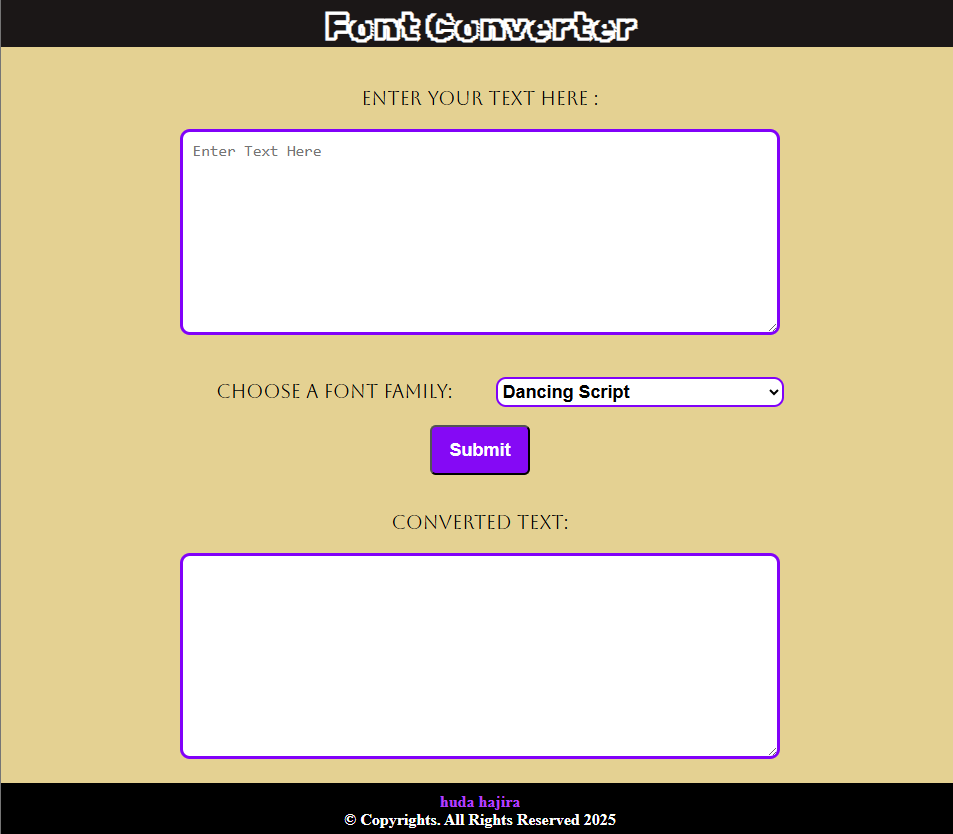 Font Converter
ENTER YOUR TEXT HERE :
Enter Text Here
CHOOSE A FONT FAMILY: Dancing Script
Submit
CONVERTED TEXT:
huda hajira
© Copyrights. All Rights Reserved 2025